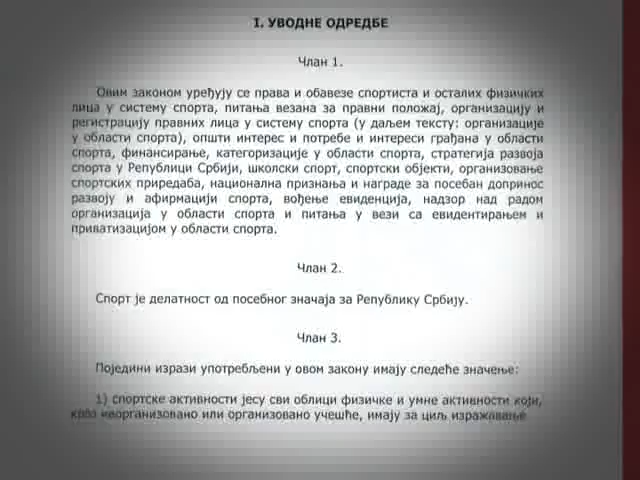 I. УВОДНЕ ОДРЕДБЕ
Члан 1.
Овим законом уређују се права и обавезе спортиста и осталих физичких
лица у систему спорта, питања везана за правни положај, организацију и
регистрацију правних лица у систему спорта (у даљем тексту: организације
у области спорта), општи интерес и потребе и интереси грађана у области
спорта, финансирање, категоризације у области спорта, стратегија развоја
спорта у Републици Србији, школски спорт, спортски објекти, организовање
спортских приредаба, национална признања и награде за посебан допринос
развоју и афирмацији спорта, вођење евиденција, надзор над радом
организација у области спорта и питања у вези са евидентирањем и
приватизацијом у области спорта.
Члан 2.
Спорт је делатност од посебног значаја за Републику Србију.
Члан 3.
Поједини изрази употребљени у овом закону имају следеће значење:
1) спортске активности јесу сви облици физичке и умне активности који,
кроз неорганизовано или организовано учешће, имају за циљ изражавање